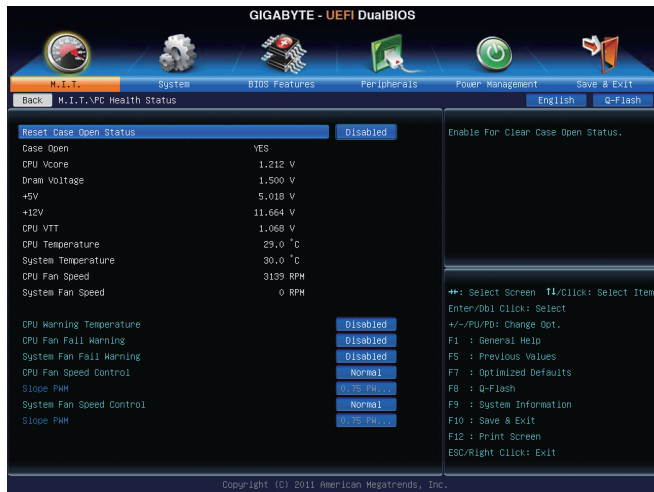 GIGABYTE - UEFI DualBIOS
M.I.T. System BIOS Features Peripherals Power Management Save & Exit
Back M.I.T.\PC Health Status English Q-Flash
Reset Case Open Status Disabled
Case Open YES
CPU Vcore 1.212 V
Dram Voltage 1.500 V
+5V 5.018 V
+12V 11.664 V
CPU VTT 1.068 V
CPU Temperature 29.0 °C
System Temperature 30.0 °C
CPU Fan Speed 3139 RPM
System Fan Speed 0 RPM
CPU Warning Temperature Disabled
CPU Fan Fail Warning Disabled
System Fan Fail Warning Disabled
CPU Fan Speed Control Normal
Slope PWM 0.75 PW...
System Fan Speed Control Normal
Slope PWM 0.75 PW...
Enable For Clear Case Open Status.
→←: Select Screen ↑↓/Click: Select Item
Enter/Dbl Click: Select
+/-/PU/PD: Change Opt.
F1 : General Help
F5 : Previous Values
F7 : Optimized Defaults
F8 : Q-Flash
F9 : System Information
F10 : Save & Exit
F12 : Print Screen
ESC/Right Click: Exit
Copyright (C) 2011 American Megatrends, Inc.